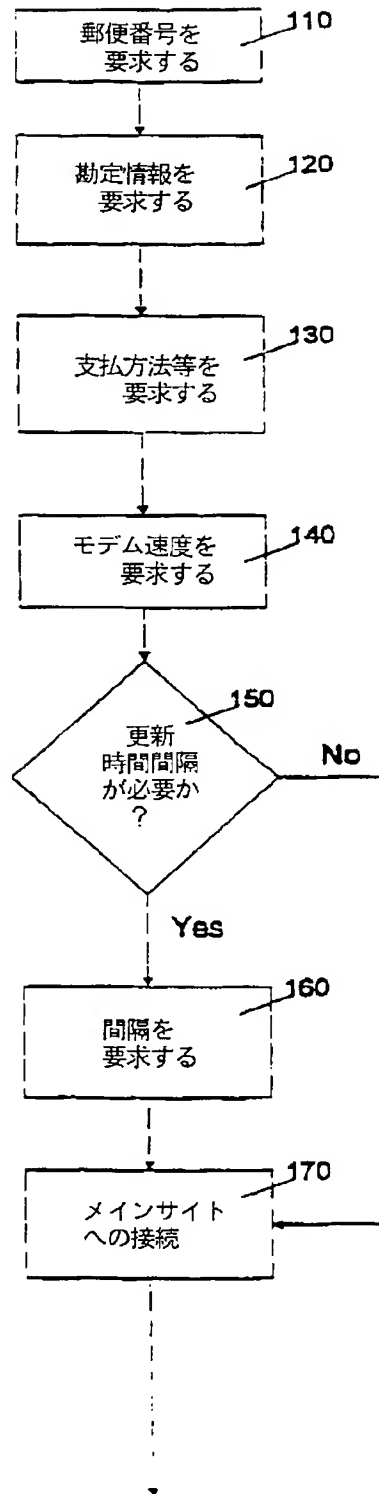 郵便番号を
要求する
110
勘定情報を
要求する
120
支払方法等を
要求する
130
モデム速度を
要求する
140
150
更新
時間間隔
が必要か
?
No
Yes
間隔を
要求する
160
メインサイト
への接続
170